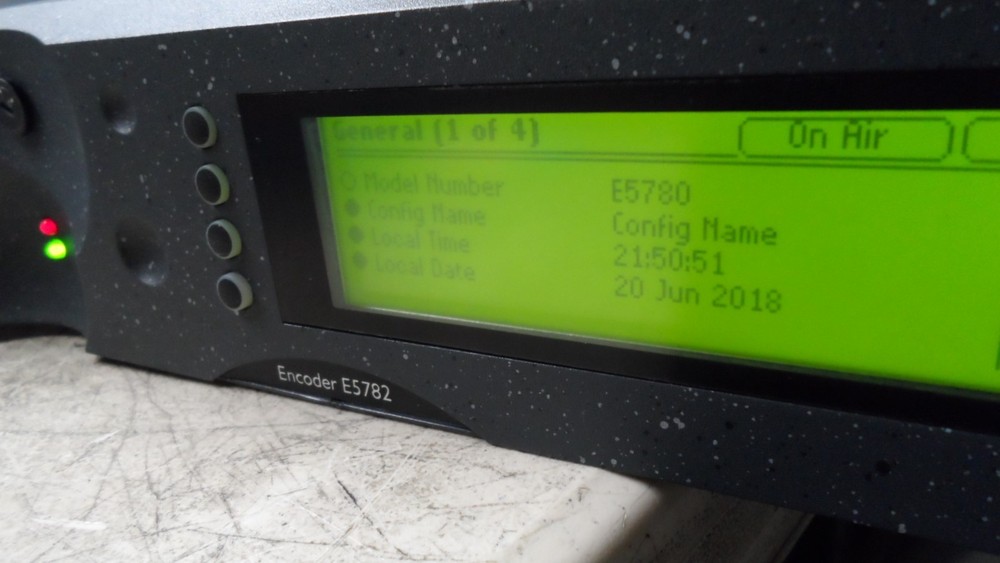 General (1 of 4)
On Air
Model Number E5780
Config Name Config Name
Local Time 21:50:51
Local Date 20 Jun 2018
Encoder E5782